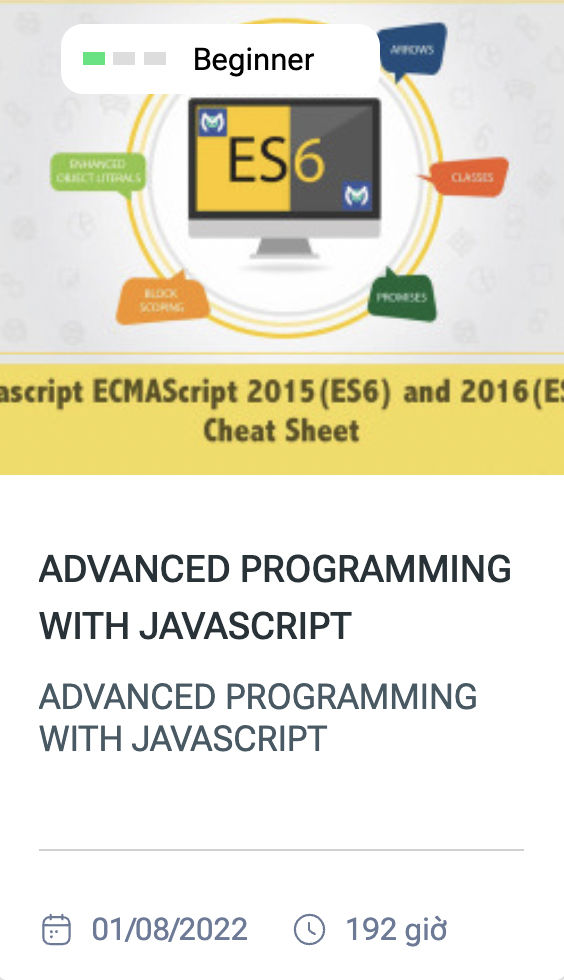 Beginner
ARROWS
ES6
ENHANCED
OBJECT LITERALS
CLASSES
BLOCK
SCOPING
PROMISES
ascript ECMAScript 2015(ES6) and 2016(ES
Cheat Sheet
ADVANCED PROGRAMMING
WITH JAVASCRIPT
ADVANCED PROGRAMMING
WITH JAVASCRIPT
01/08/2022 192 giờ